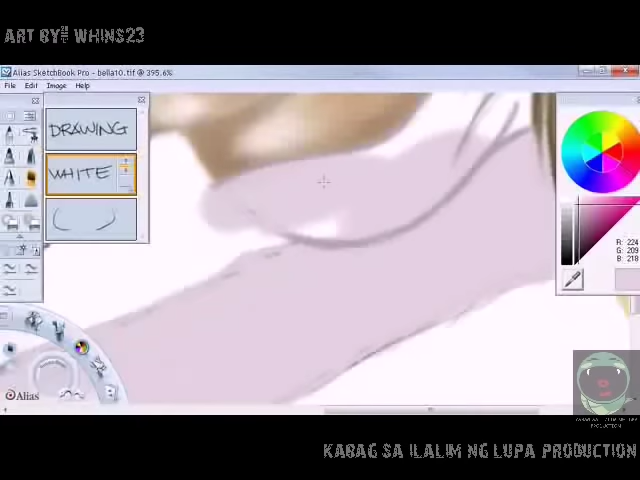 ART BY:: WHINS23
Alias SketchBook Pro - bella10.tif @ 395.6%
File Edit Image Help
DRAWING
WHITE
R: 224
G: 209
B: 218
Alias
KABAG SA ILALIM NG LUPA PRODUCTION